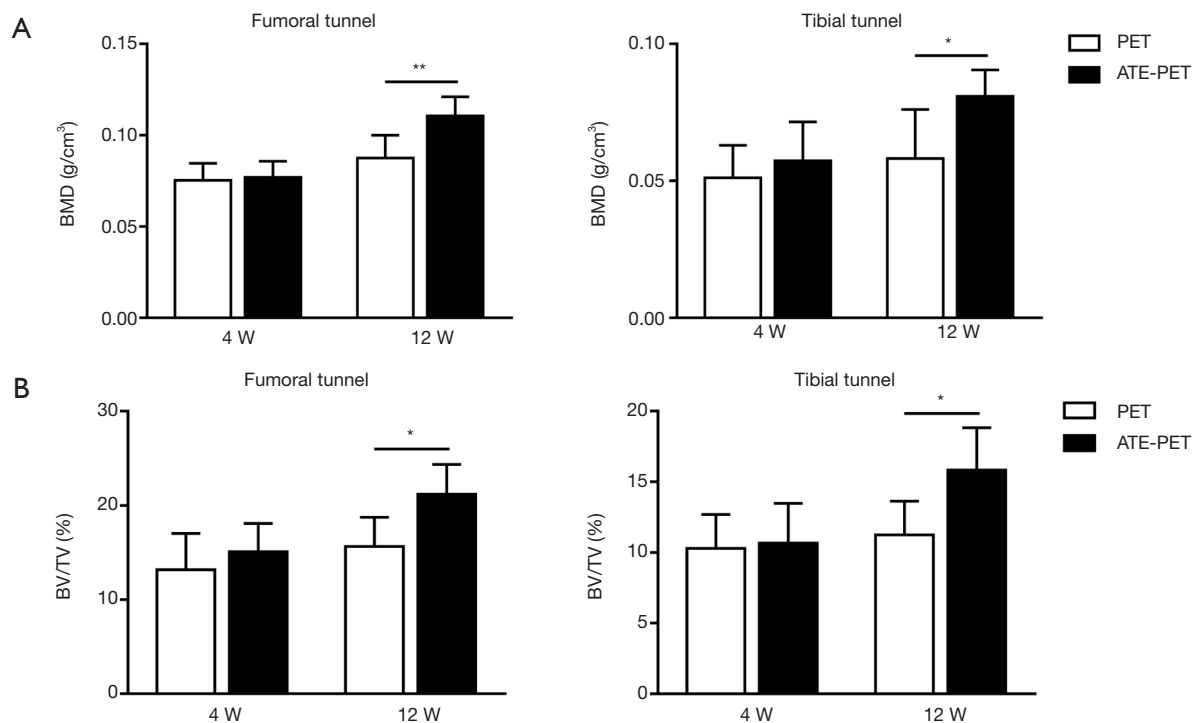 A
Fumoral tunnel
BMD (g/cm³)
0.15
0.10
0.05
0.00
**
4 W
12 W
Tibial tunnel
BMD (g/cm³)
0.10
0.05
0.00
*
4 W
12 W
PET
ATE-PET
B
Fumoral tunnel
BV/TV (%)
30
20
10
0
*
4 W
12 W
Tibial tunnel
BV/TV (%)
20
15
10
5
0
*
4 W
12 W
PET
ATE-PET